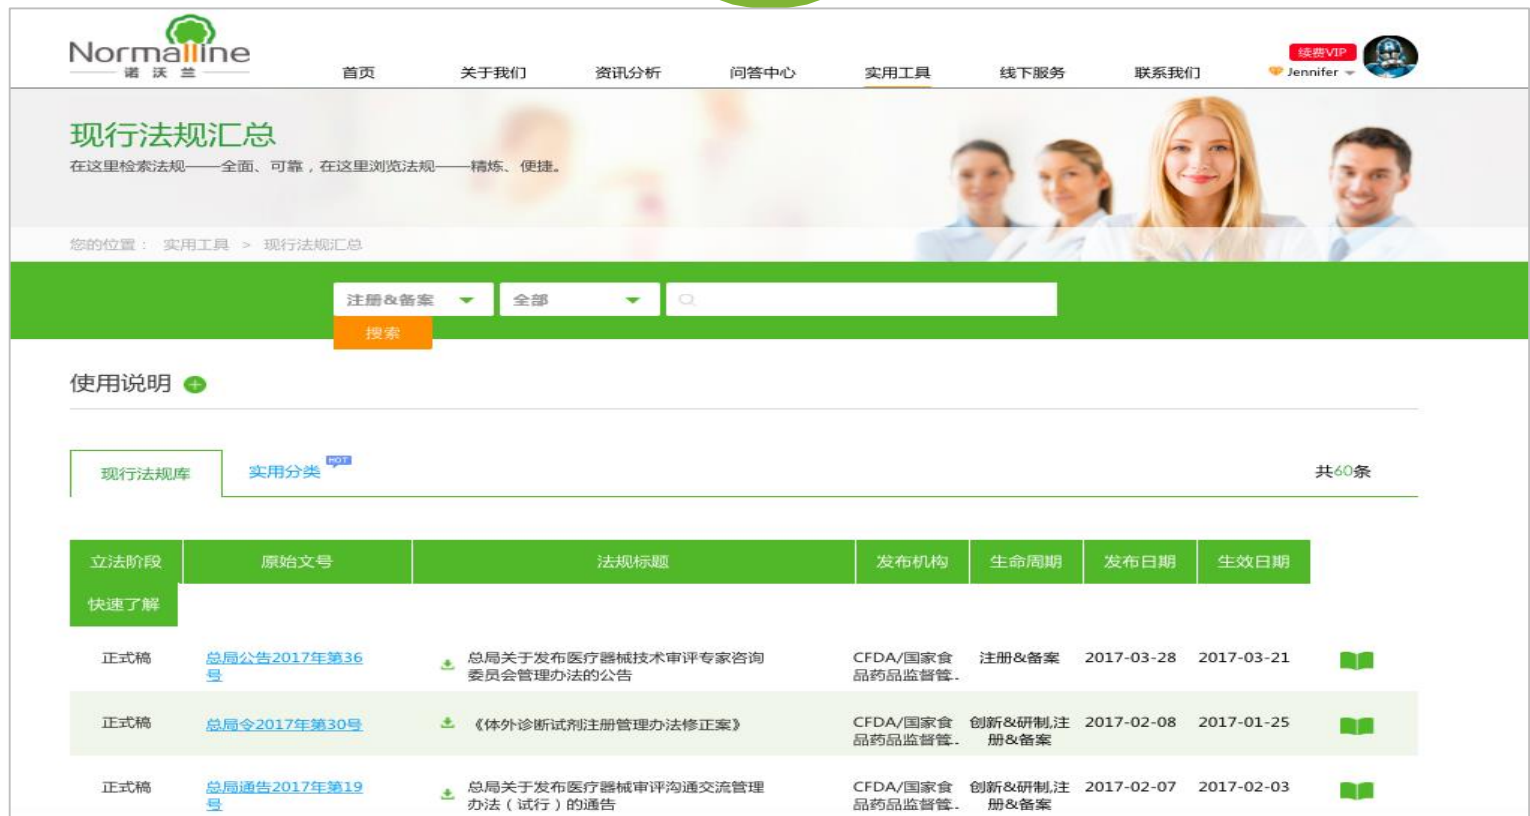 Normalline
诺沃兰
首页 关于我们 资讯分析 问答中心 实用工具 线下服务 联系我们
续费VIP
Jennifer
现行法规汇总
在这里检索法规——全面、可靠，在这里浏览法规——精炼、便捷。
您的位置： 实用工具 > 现行法规汇总
注册&备案 全部
搜索
使用说明
现行法规库 实用分类 HOT 共60条
立法阶段 原始文号 法规标题 发布机构 生命周期 发布日期 生效日期
快速了解
正式稿 总局公告2017年第36 总局关于发布医疗器械技术审评专家咨询 CFDA/国家食 注册&备案 2017-03-28 2017-03-21
号 委员会管理办法的公告 品药品监督管..
正式稿 总局令2017年第30号 《体外诊断试剂注册管理办法修正案》 CFDA/国家食 创新&研制,注 2017-02-08 2017-01-25
品药品监督管.. 册&备案
正式稿 总局通告2017年第19 总局关于发布医疗器械审评沟通交流管理 CFDA/国家食 创新&研制,注 2017-02-07 2017-02-03
号 办法（试行）的通告 品药品监督管.. 册&备案